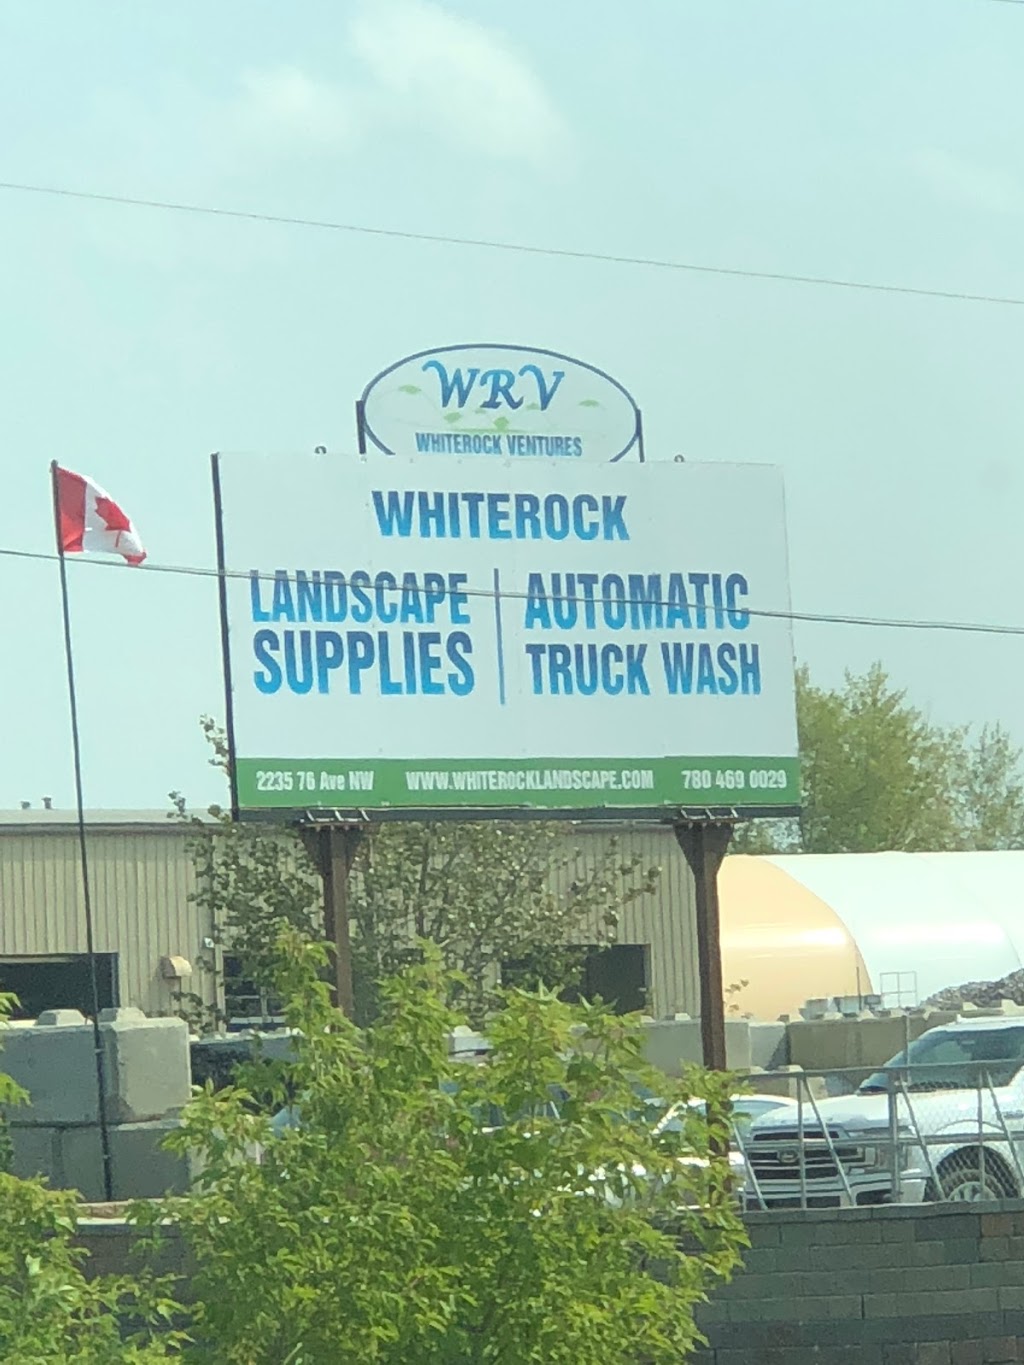 WRV
WHITEROCK VENTURES
WHITEROCK
LANDSCAPE
SUPPLIES
AUTOMATIC
TRUCK WASH
2235 76 Ave NW WWW.WHITEROCKLANDSCAPE.COM 780 469 0029